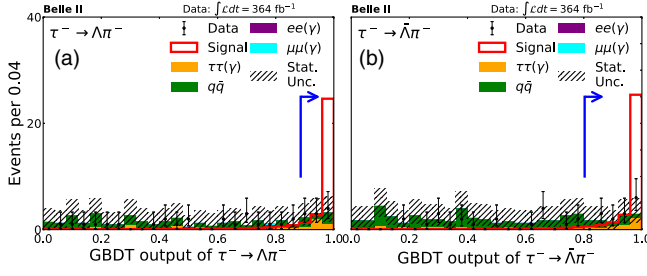 Belle II Data: ∫ℒdt = 364 fb⁻¹
τ⁻ → Λπ⁻
(a)
Data
Signal
ττ(γ)
qq̄
ee(γ)
μμ(γ)
Stat.
Unc.
Events per 0.04
40
20
0
0.0 0.2 0.4 0.6 0.8 1.0
GBDT output of τ⁻ → Λπ⁻
Belle II Data: ∫ℒdt = 364 fb⁻¹
τ⁻ → Λ̄π⁻
(b)
Data
Signal
ττ(γ)
qq̄
ee(γ)
μμ(γ)
Stat.
Unc.
0.0 0.2 0.4 0.6 0.8 1.0
GBDT output of τ⁻ → Λ̄π⁻